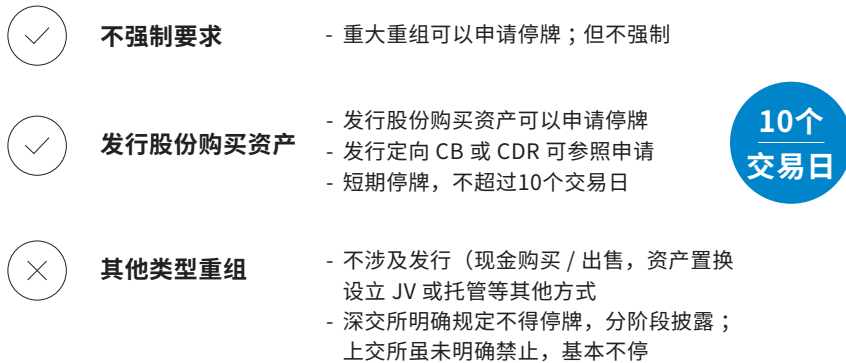 不强制要求
- 重大重组可以申请停牌；但不强制
发行股份购买资产
- 发行股份购买资产可以申请停牌
- 发行定向 CB 或 CDR 可参照申请
- 短期停牌，不超过10个交易日
10个
交易日
其他类型重组
- 不涉及发行（现金购买 / 出售，资产置换
设立 JV 或托管等其他方式
- 深交所明确规定不得停牌，分阶段披露；
上交所虽未明确禁止，基本不停